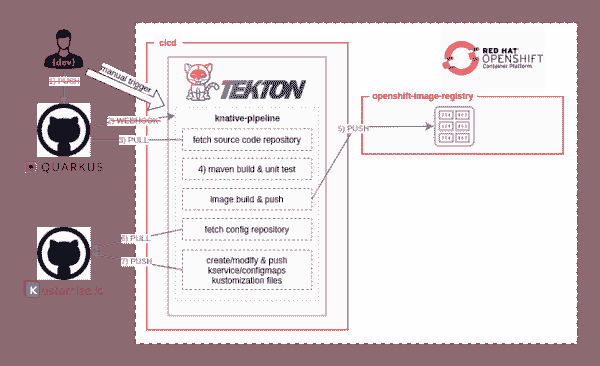 {dev}
1) PUSH
manual trigger
2) WEBHOOK
3) PULL
QUARKUS
6) PULL
7) PUSH
cicd
TEKTON
knative-pipeline
fetch source code repository
4) maven build & unit test
image build & push
fetch config repository
create/modify & push
kservice/configmaps
kustomization files
5) PUSH
RED HAT
OPENSHIFT
Container Platform
openshift-image-registry